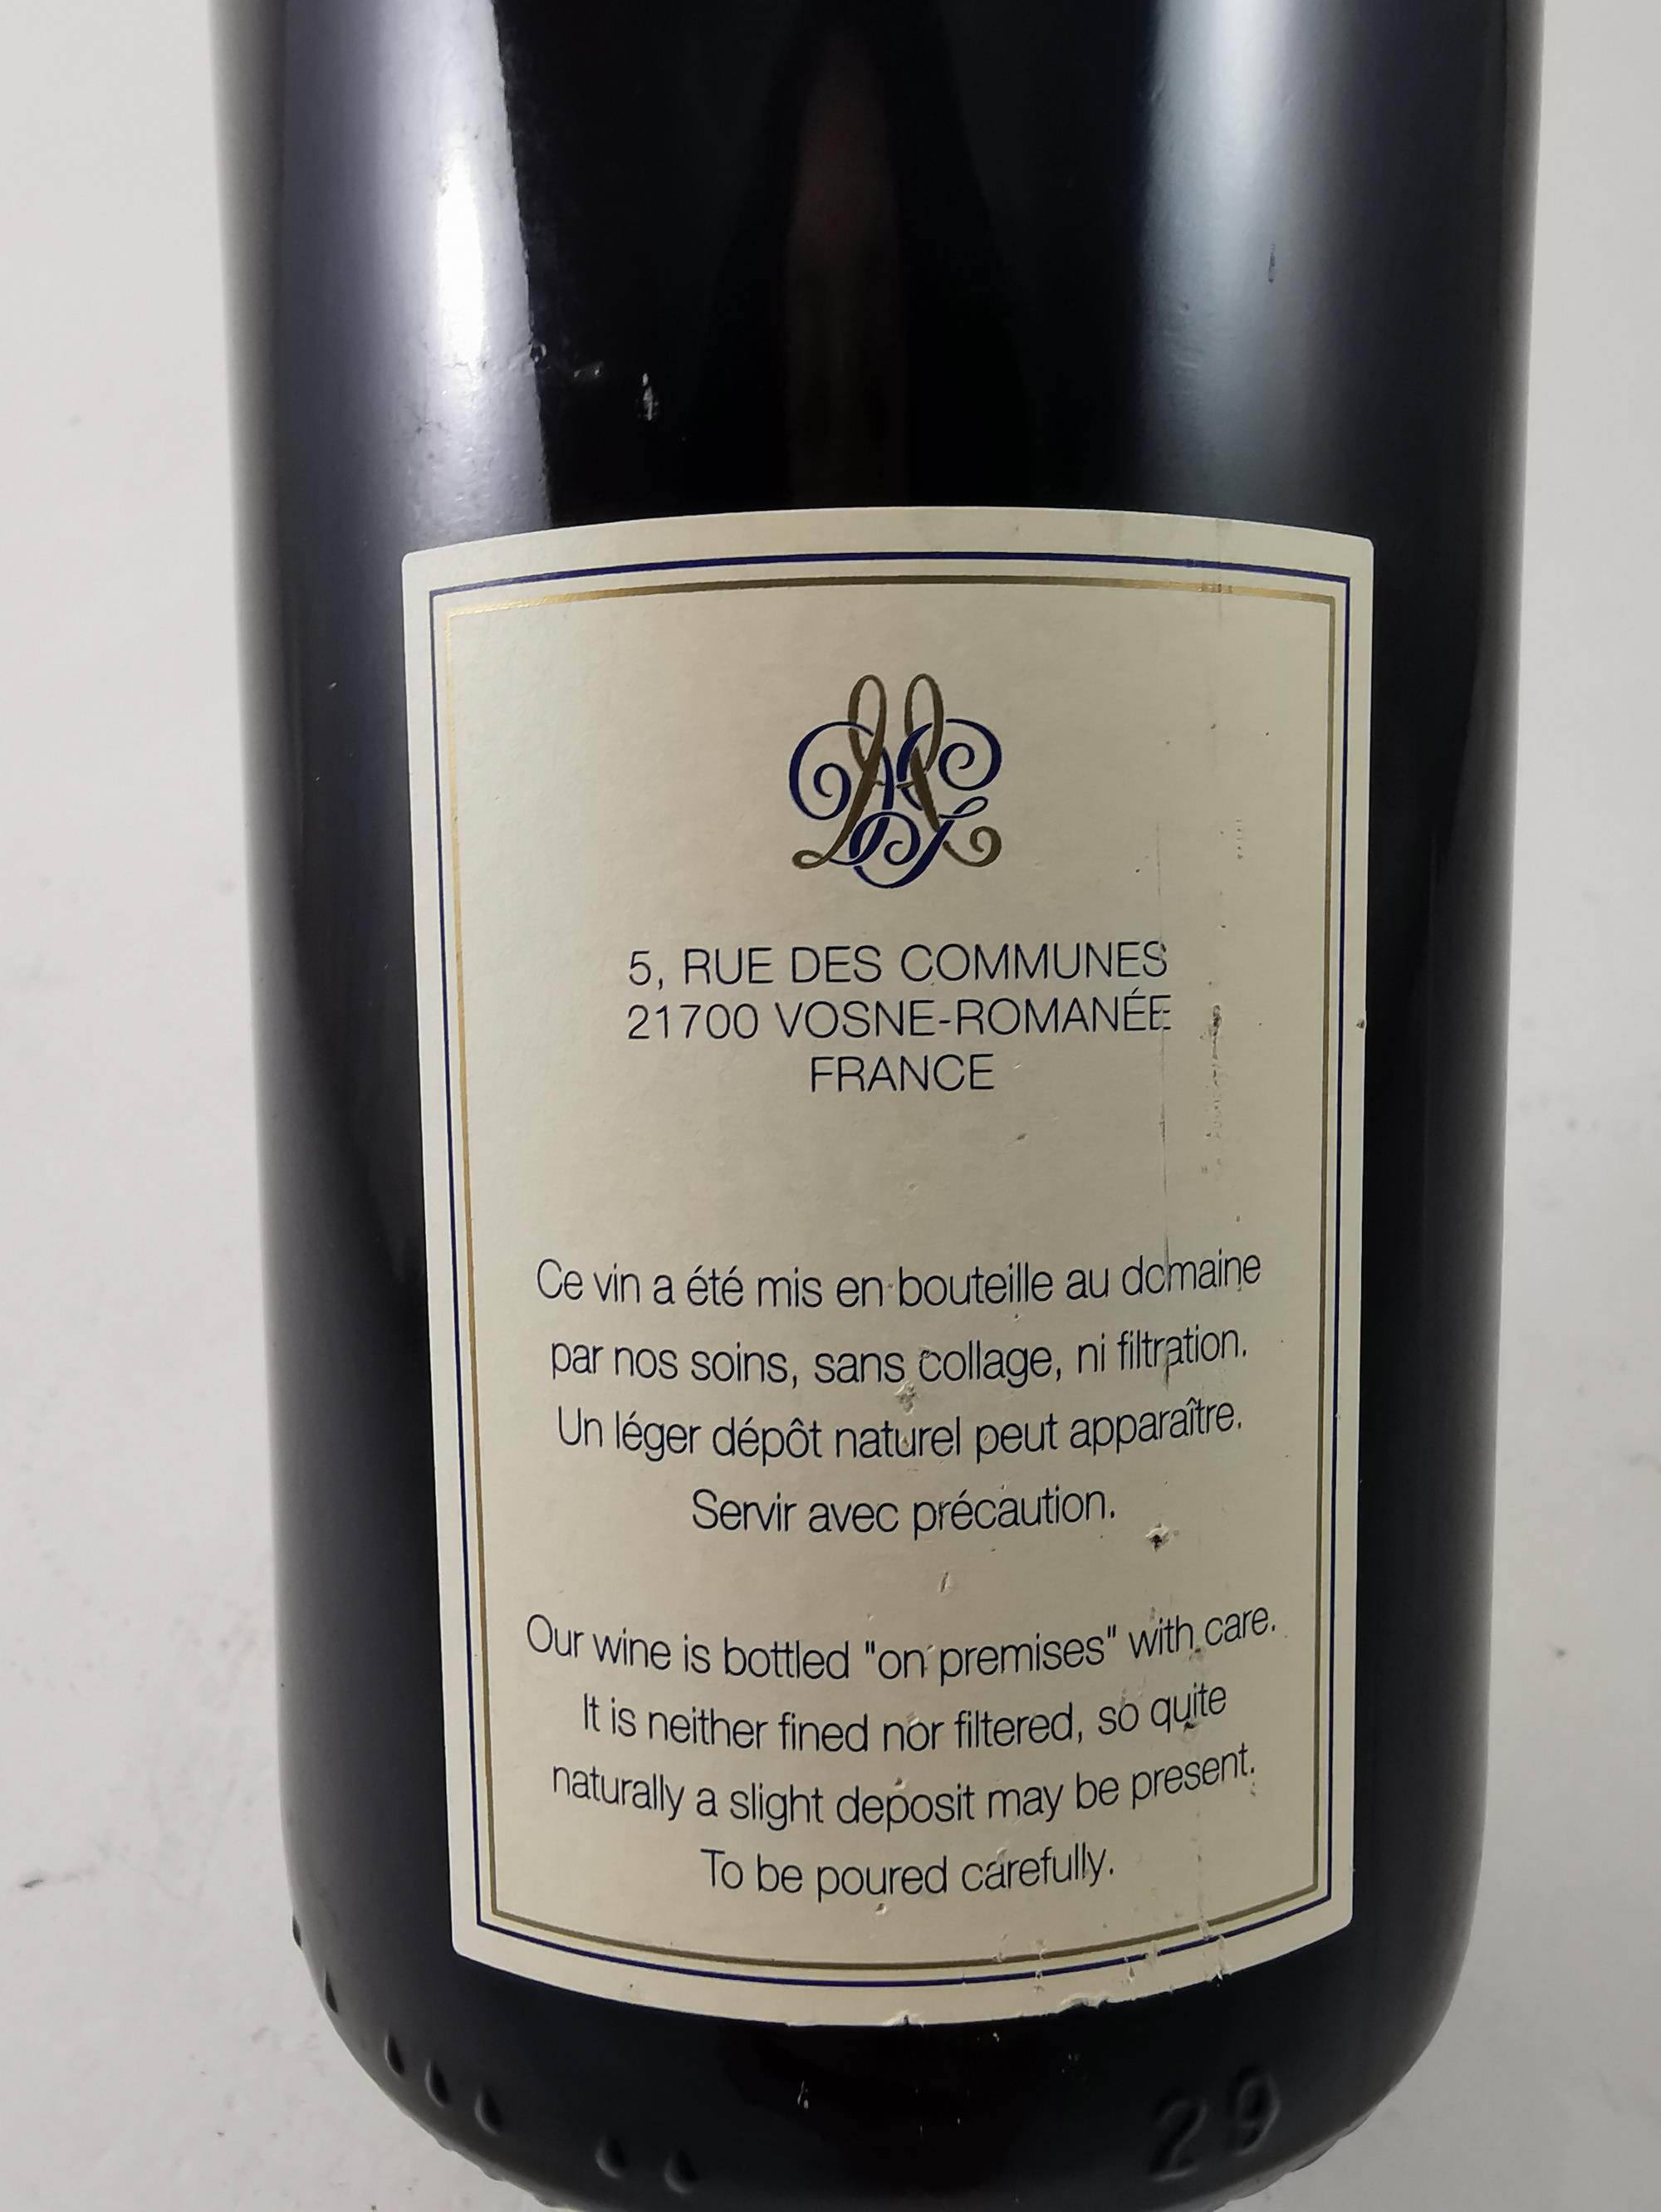 5, RUE DES COMMUNES
21700 VOSNE-ROMANÉE
FRANCE
Ce vin a été mis en bouteille au domaine
par nos soins, sans collage, ni filtration.
Un léger dépôt naturel peut apparaître.
Servir avec précaution.
Our wine is bottled "on premises" with care.
It is neither fined nor filtered, so quite
naturally a slight deposit may be present.
To be poured carefully.
29